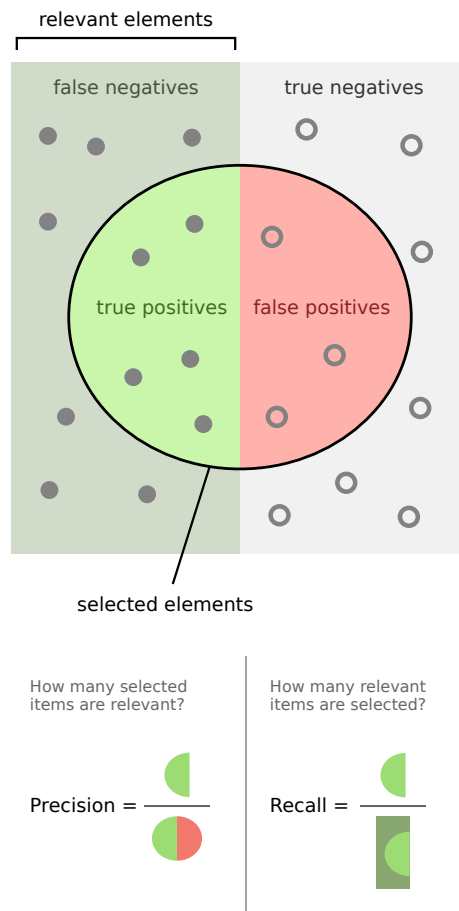 relevant elements
false negatives
true negatives
true positives
false positives
selected elements
How many selected
items are relevant?
How many relevant
items are selected?
Precision =
Recall =